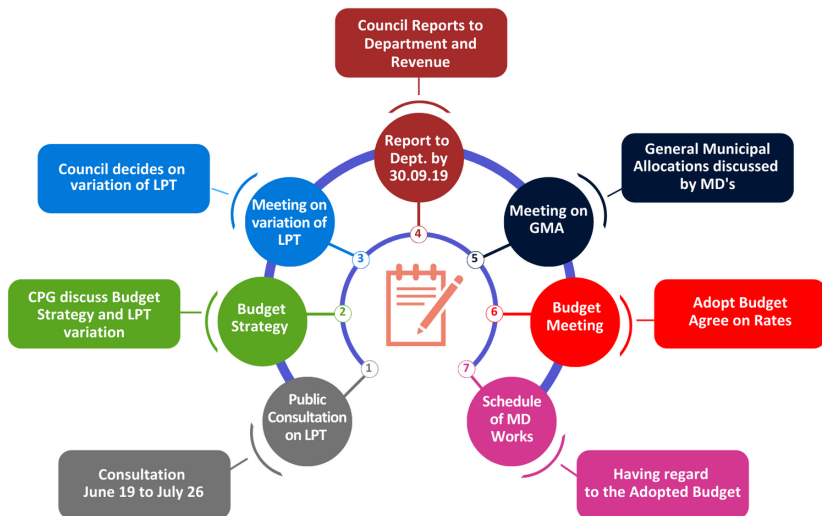 Council Reports to
Department and
Revenue
Report to
Dept. by
30.09.19
4
Council decides on
variation of LPT
Meeting on
variation of
LPT
3
General Municipal
Allocations discussed
by MD's
Meeting on
GMA
5
CPG discuss Budget
Strategy and LPT
variation
Budget
Strategy
2
Adopt Budget
Agree on Rates
Budget
Meeting
6
Public
Consultation
on LPT
1
Consultation
June 19 to July 26
Schedule
of MD
Works
7
Having regard
to the Adopted Budget